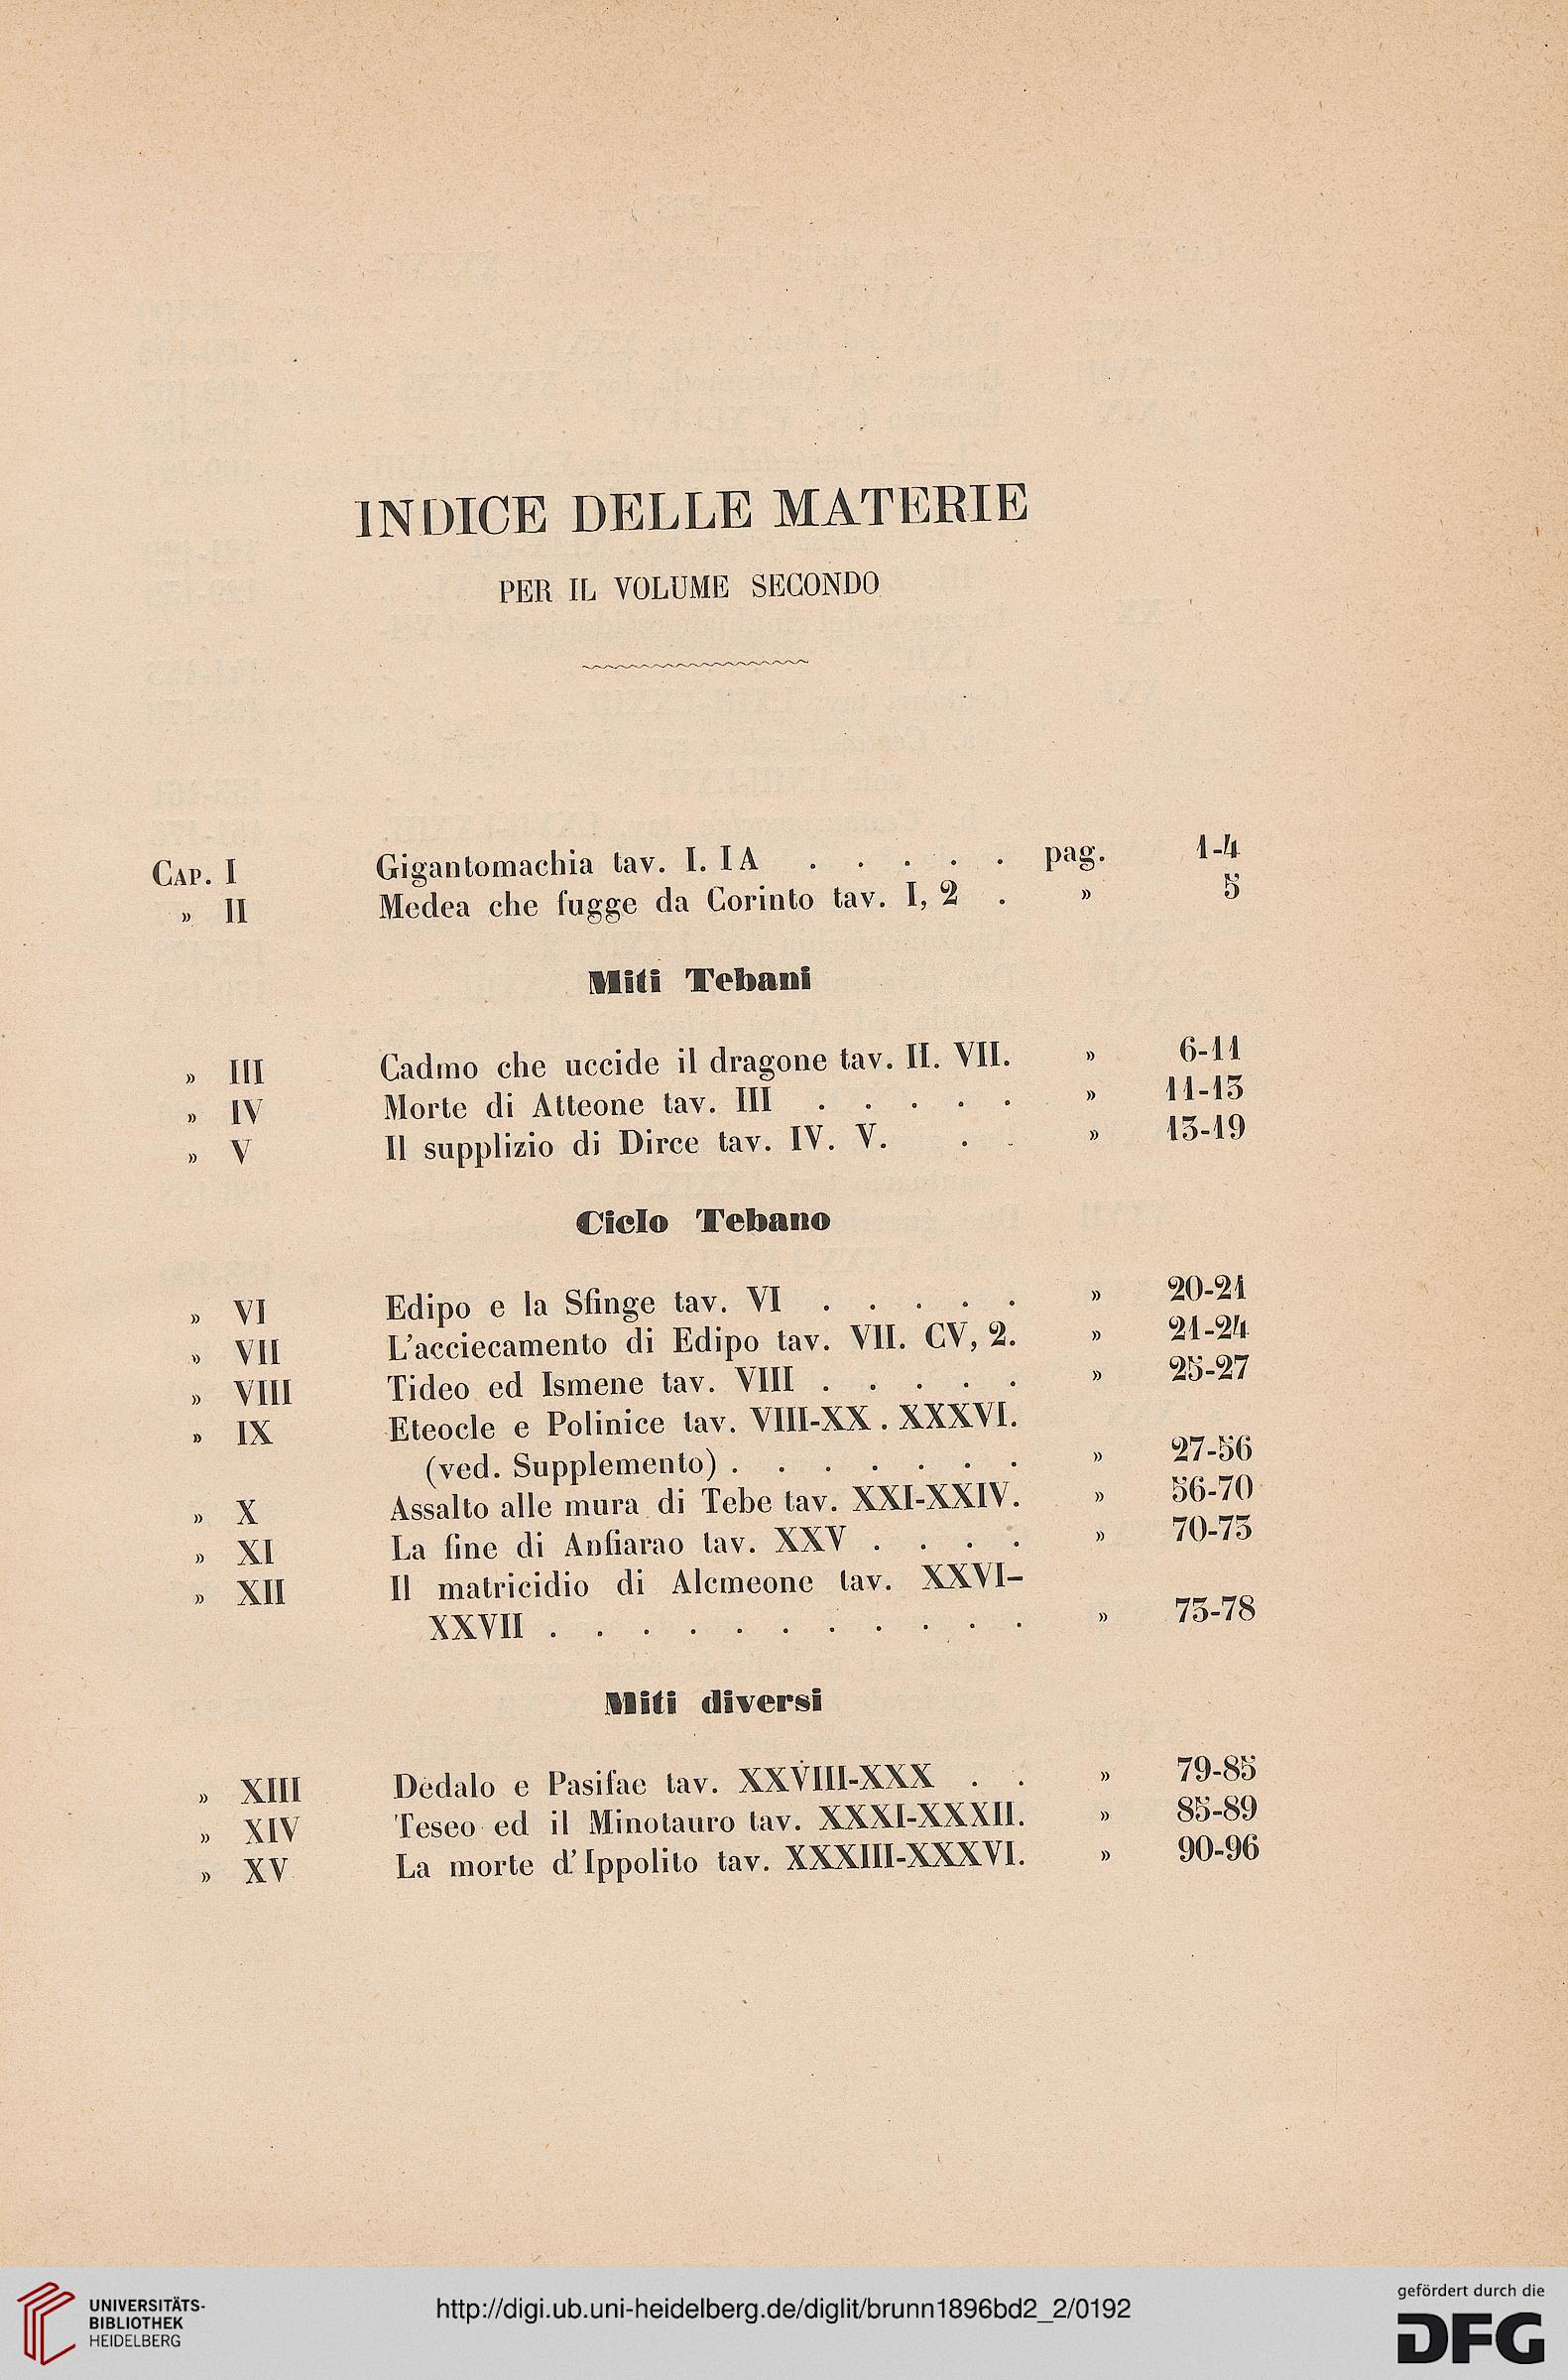 INDICE DELLE MATERIE
PER IL VOLUME SECONDO
CAP. I Gigantomachia tav. I. IA . . . . . pag. 1-4
» II Medea che fugge da Corinto tav. I, 2 . » 5
Miti Tebani
» III Cadmo che uccide il dragone tav. II. VII. » 6-11
» IV Morte di Atteone tav. III . . . . . » 11-13
» V Il supplizio di Dirce tav. IV. V. . . » 13-19
Ciclo Tebano
» VI Edipo e la Sfinge tav. VI . . . . . » 20-21
» VII L'acciecamento di Edipo tav. VII. CV, 2. » 21-24
» VIII Tideo ed Ismene tav. VIII . . . . . » 25-27
» IX Eteocle e Polinice tav. VIII-XX. XXXVI.
(ved. Supplemento) . . . . . . . » 27-56
» X Assalto alle mura di Tebe tav. XXI-XXIV. » 56-70
» XI La fine di Anfiarao tav. XXV . . . . » 70-73
» XII Il matricidio di Alcmeone tav. XXVI-
XXVII . . . . . . . . . . . » 73-78
Miti diversi
» XIII Dedalo e Pasifae tav. XXVIII-XXX . . » 79-85
» XIV Teseo ed il Minotauro tav. XXXI-XXXII. » 85-89
» XV La morte d'Ippolito tav. XXXIII-XXXVI. » 90-96
UNIVERSITÄTS-
BIBLIOTHEK
HEIDELBERG
http://digi.ub.uni-heidelberg.de/diglit/brunn1896bd2_2/0192
gefördert durch die
DFG